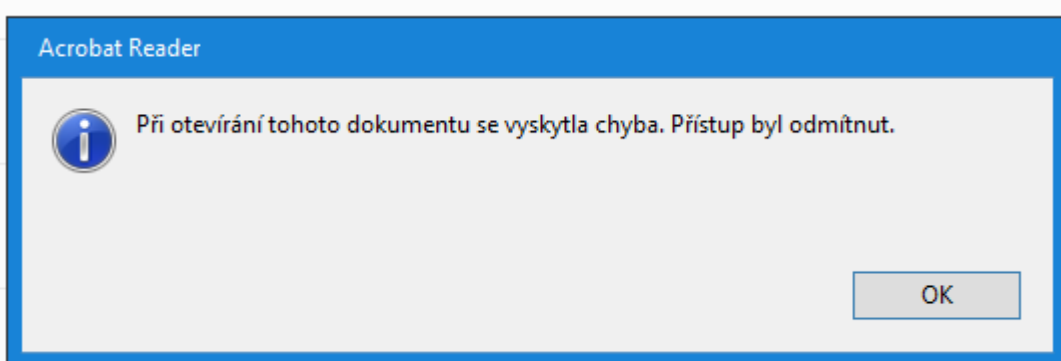 Acrobat Reader
Při otevírání tohoto dokumentu se vyskytla chyba. Přístup byl odmítnut.
OK